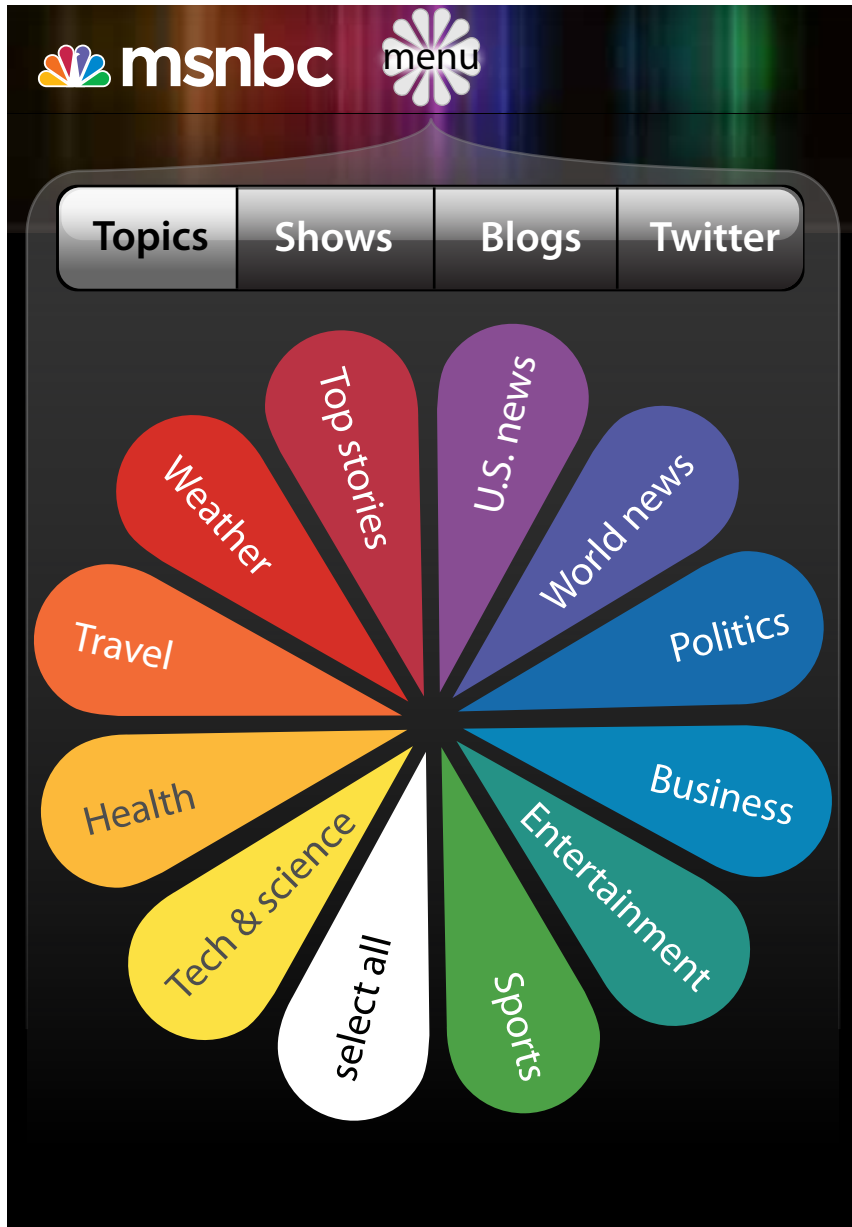 msnbc
menu
Topics
Shows
Blogs
Twitter
Top stories
U.S. news
World news
Politics
Business
Entertainment
Sports
select all
Tech & science
Health
Travel
Weather